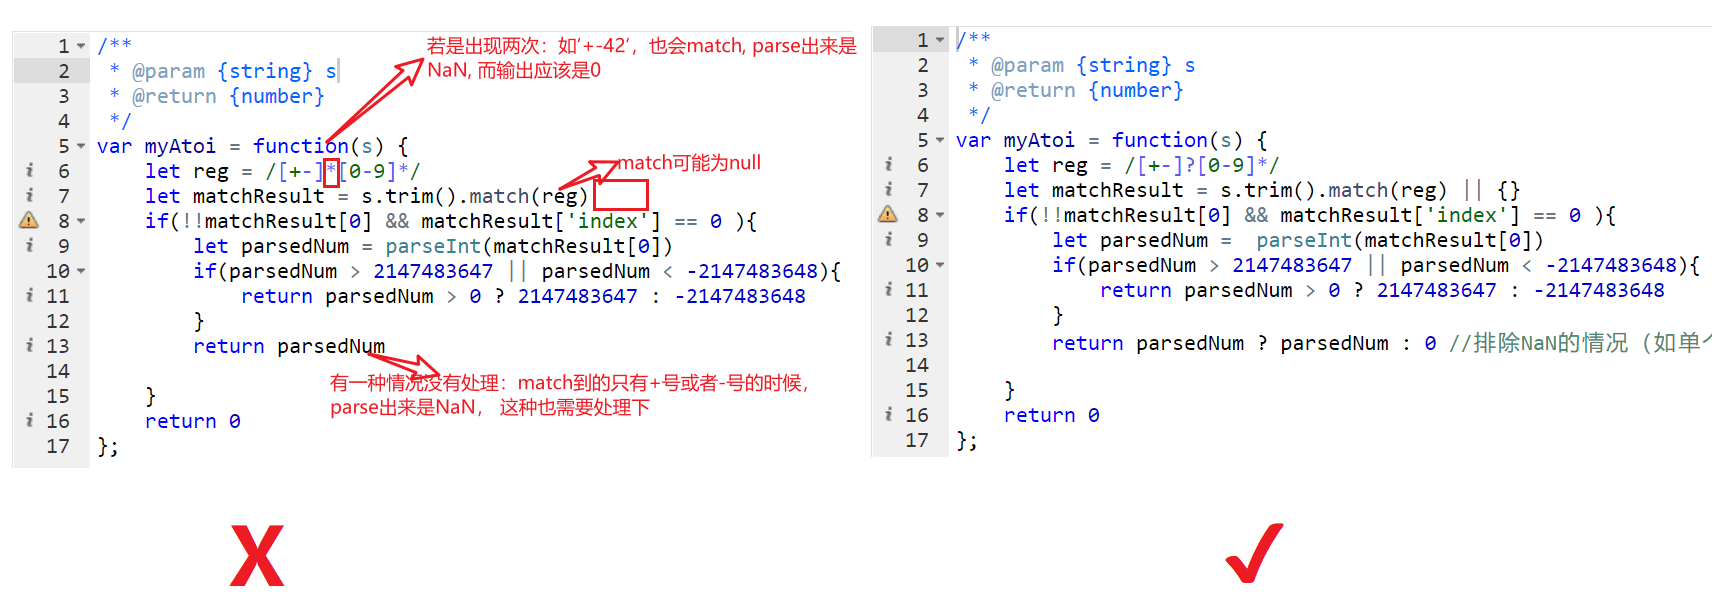 1 /**
2  * @param {string} s
3  * @return {number}
4  */
5 var myAtoi = function(s) {
6     let reg = /[+-]*[0-9]*/
7     let matchResult = s.trim().match(reg)
8     if(!!matchResult[0] && matchResult['index'] == 0 ){
9         let parsedNum = parseInt(matchResult[0])
10         if(parsedNum > 2147483647 || parsedNum < -2147483648){
11             return parsedNum > 0 ? 2147483647 : -2147483648
12         }
13         return parsedNum
14
15     }
16     return 0
17 };
若是出现两次：如‘+-42‘，也会match, parse出来是
NaN, 而输出应该是0
match可能为null
有一种情况没有处理：match到的只有+号或者-号的时候，
parse出来是NaN， 这种也需要处理下
X
1 /**
2  * @param {string} s
3  * @return {number}
4  */
5 var myAtoi = function(s) {
6     let reg = /[+-]?[0-9]*/
7     let matchResult = s.trim().match(reg) || {}
8     if(!!matchResult[0] && matchResult['index'] == 0 ){
9         let parsedNum =  parseInt(matchResult[0])
10         if(parsedNum > 2147483647 || parsedNum < -2147483648){
11             return parsedNum > 0 ? 2147483647 : -2147483648
12         }
13         return parsedNum ? parsedNum : 0 //排除NaN的情况（如单
14
15     }
16     return 0
17 };